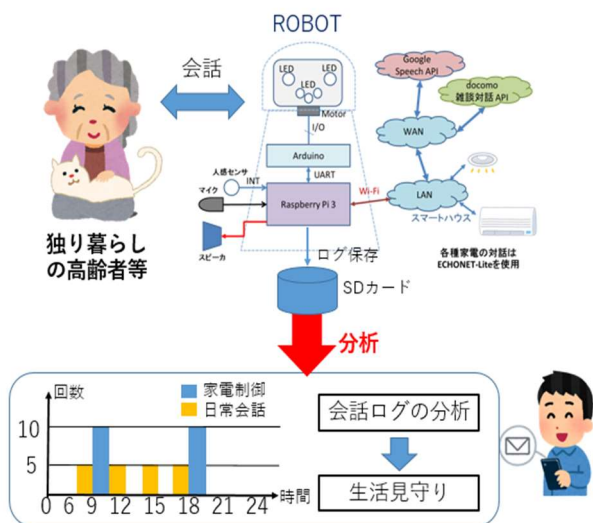 ROBOT
会話
LED
LED
LED
Motor
I/O
Arduino
UART
人感センサ
INT
マイク
Raspberry Pi 3
スピーカ
Wi-Fi
Google
Speech API
docomo
雑談対話 API
WAN
LAN
スマートハウス
各種家電の対話は
ECHONET-Liteを使用
独り暮らし
の高齢者等
ログ保存
SDカード
分析
回数
家電制御
日常会話
10
5
0 6 9 12 15 18 21 24
時間
会話ログの分析
生活見守り